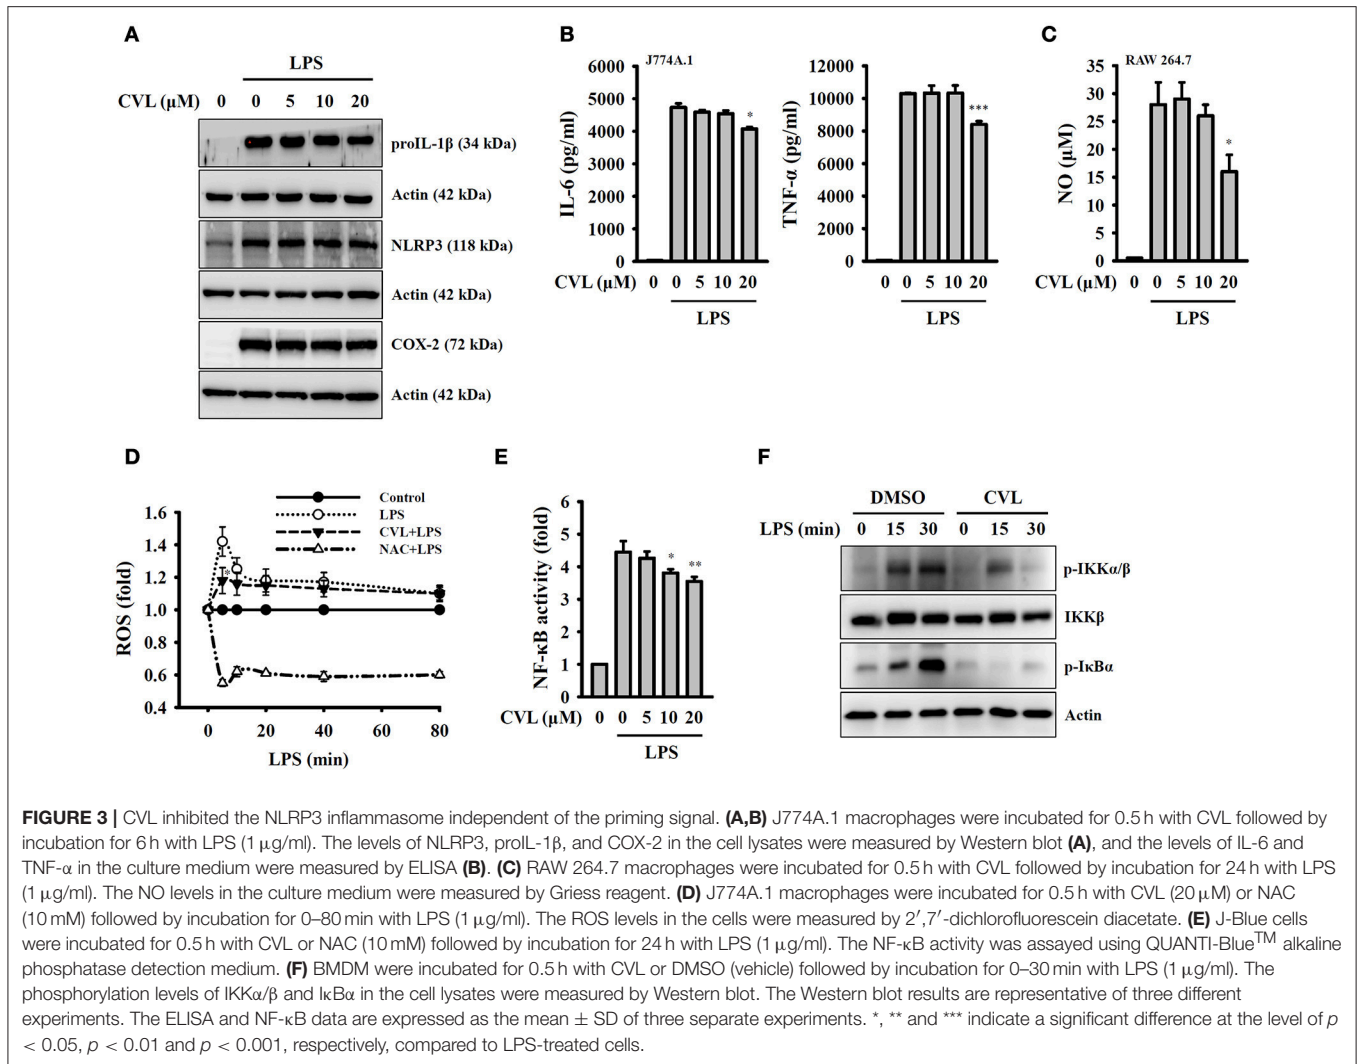 A
LPS
CVL (µM) 0 0 5 10 20
proIL-1β (34 kDa)
Actin (42 kDa)
NLRP3 (118 kDa)
Actin (42 kDa)
COX-2 (72 kDa)
Actin (42 kDa)
B
J774A.1
IL-6 (pg/ml)
6000
5000
4000
3000
2000
1000
0
*
CVL (µM) 0 0 5 10 20
LPS
TNF-α (pg/ml)
12000
10000
8000
6000
4000
2000
0
***
0 0 5 10 20
LPS
C
RAW 264.7
NO (µM)
35
30
25
20
15
10
5
0
*
CVL (µM) 0 0 5 10 20
LPS
D
Control
LPS
CVL+LPS
NAC+LPS
ROS (fold)
1.6
1.4
1.2
1.0
0.8
0.6
0.4
*
0 20 40 60 80
LPS (min)
E
NF-κB activity (fold)
6
5
4
3
2
1
0
* **
CVL (µM) 0 0 5 10 20
LPS
F
DMSO CVL
LPS (min) 0 15 30 0 15 30
p-IKKα/β
IKKβ
p-IκBα
Actin
FIGURE 3 | CVL inhibited the NLRP3 inflammasome independent of the priming signal. (A,B) J774A.1 macrophages were incubated for 0.5 h with CVL followed by
incubation for 6 h with LPS (1 µg/ml). The levels of NLRP3, proIL-1β, and COX-2 in the cell lysates were measured by Western blot (A), and the levels of IL-6 and
TNF-α in the culture medium were measured by ELISA (B). (C) RAW 264.7 macrophages were incubated for 0.5 h with CVL followed by incubation for 24 h with LPS
(1 µg/ml). The NO levels in the culture medium were measured by Griess reagent. (D) J774A.1 macrophages were incubated for 0.5 h with CVL (20 µM) or NAC
(10 mM) followed by incubation for 0–80 min with LPS (1 µg/ml). The ROS levels in the cells were measured by 2′,7′-dichlorofluorescein diacetate. (E) J-Blue cells
were incubated for 0.5 h with CVL or NAC (10 mM) followed by incubation for 24 h with LPS (1 µg/ml). The NF-κB activity was assayed using QUANTI-Blue™ alkaline
phosphatase detection medium. (F) BMDM were incubated for 0.5 h with CVL or DMSO (vehicle) followed by incubation for 0–30 min with LPS (1 µg/ml). The
phosphorylation levels of IKKα/β and IκBα in the cell lysates were measured by Western blot. The Western blot results are representative of three different
experiments. The ELISA and NF-κB data are expressed as the mean ± SD of three separate experiments. *, ** and *** indicate a significant difference at the level of p
< 0.05, p < 0.01 and p < 0.001, respectively, compared to LPS-treated cells.